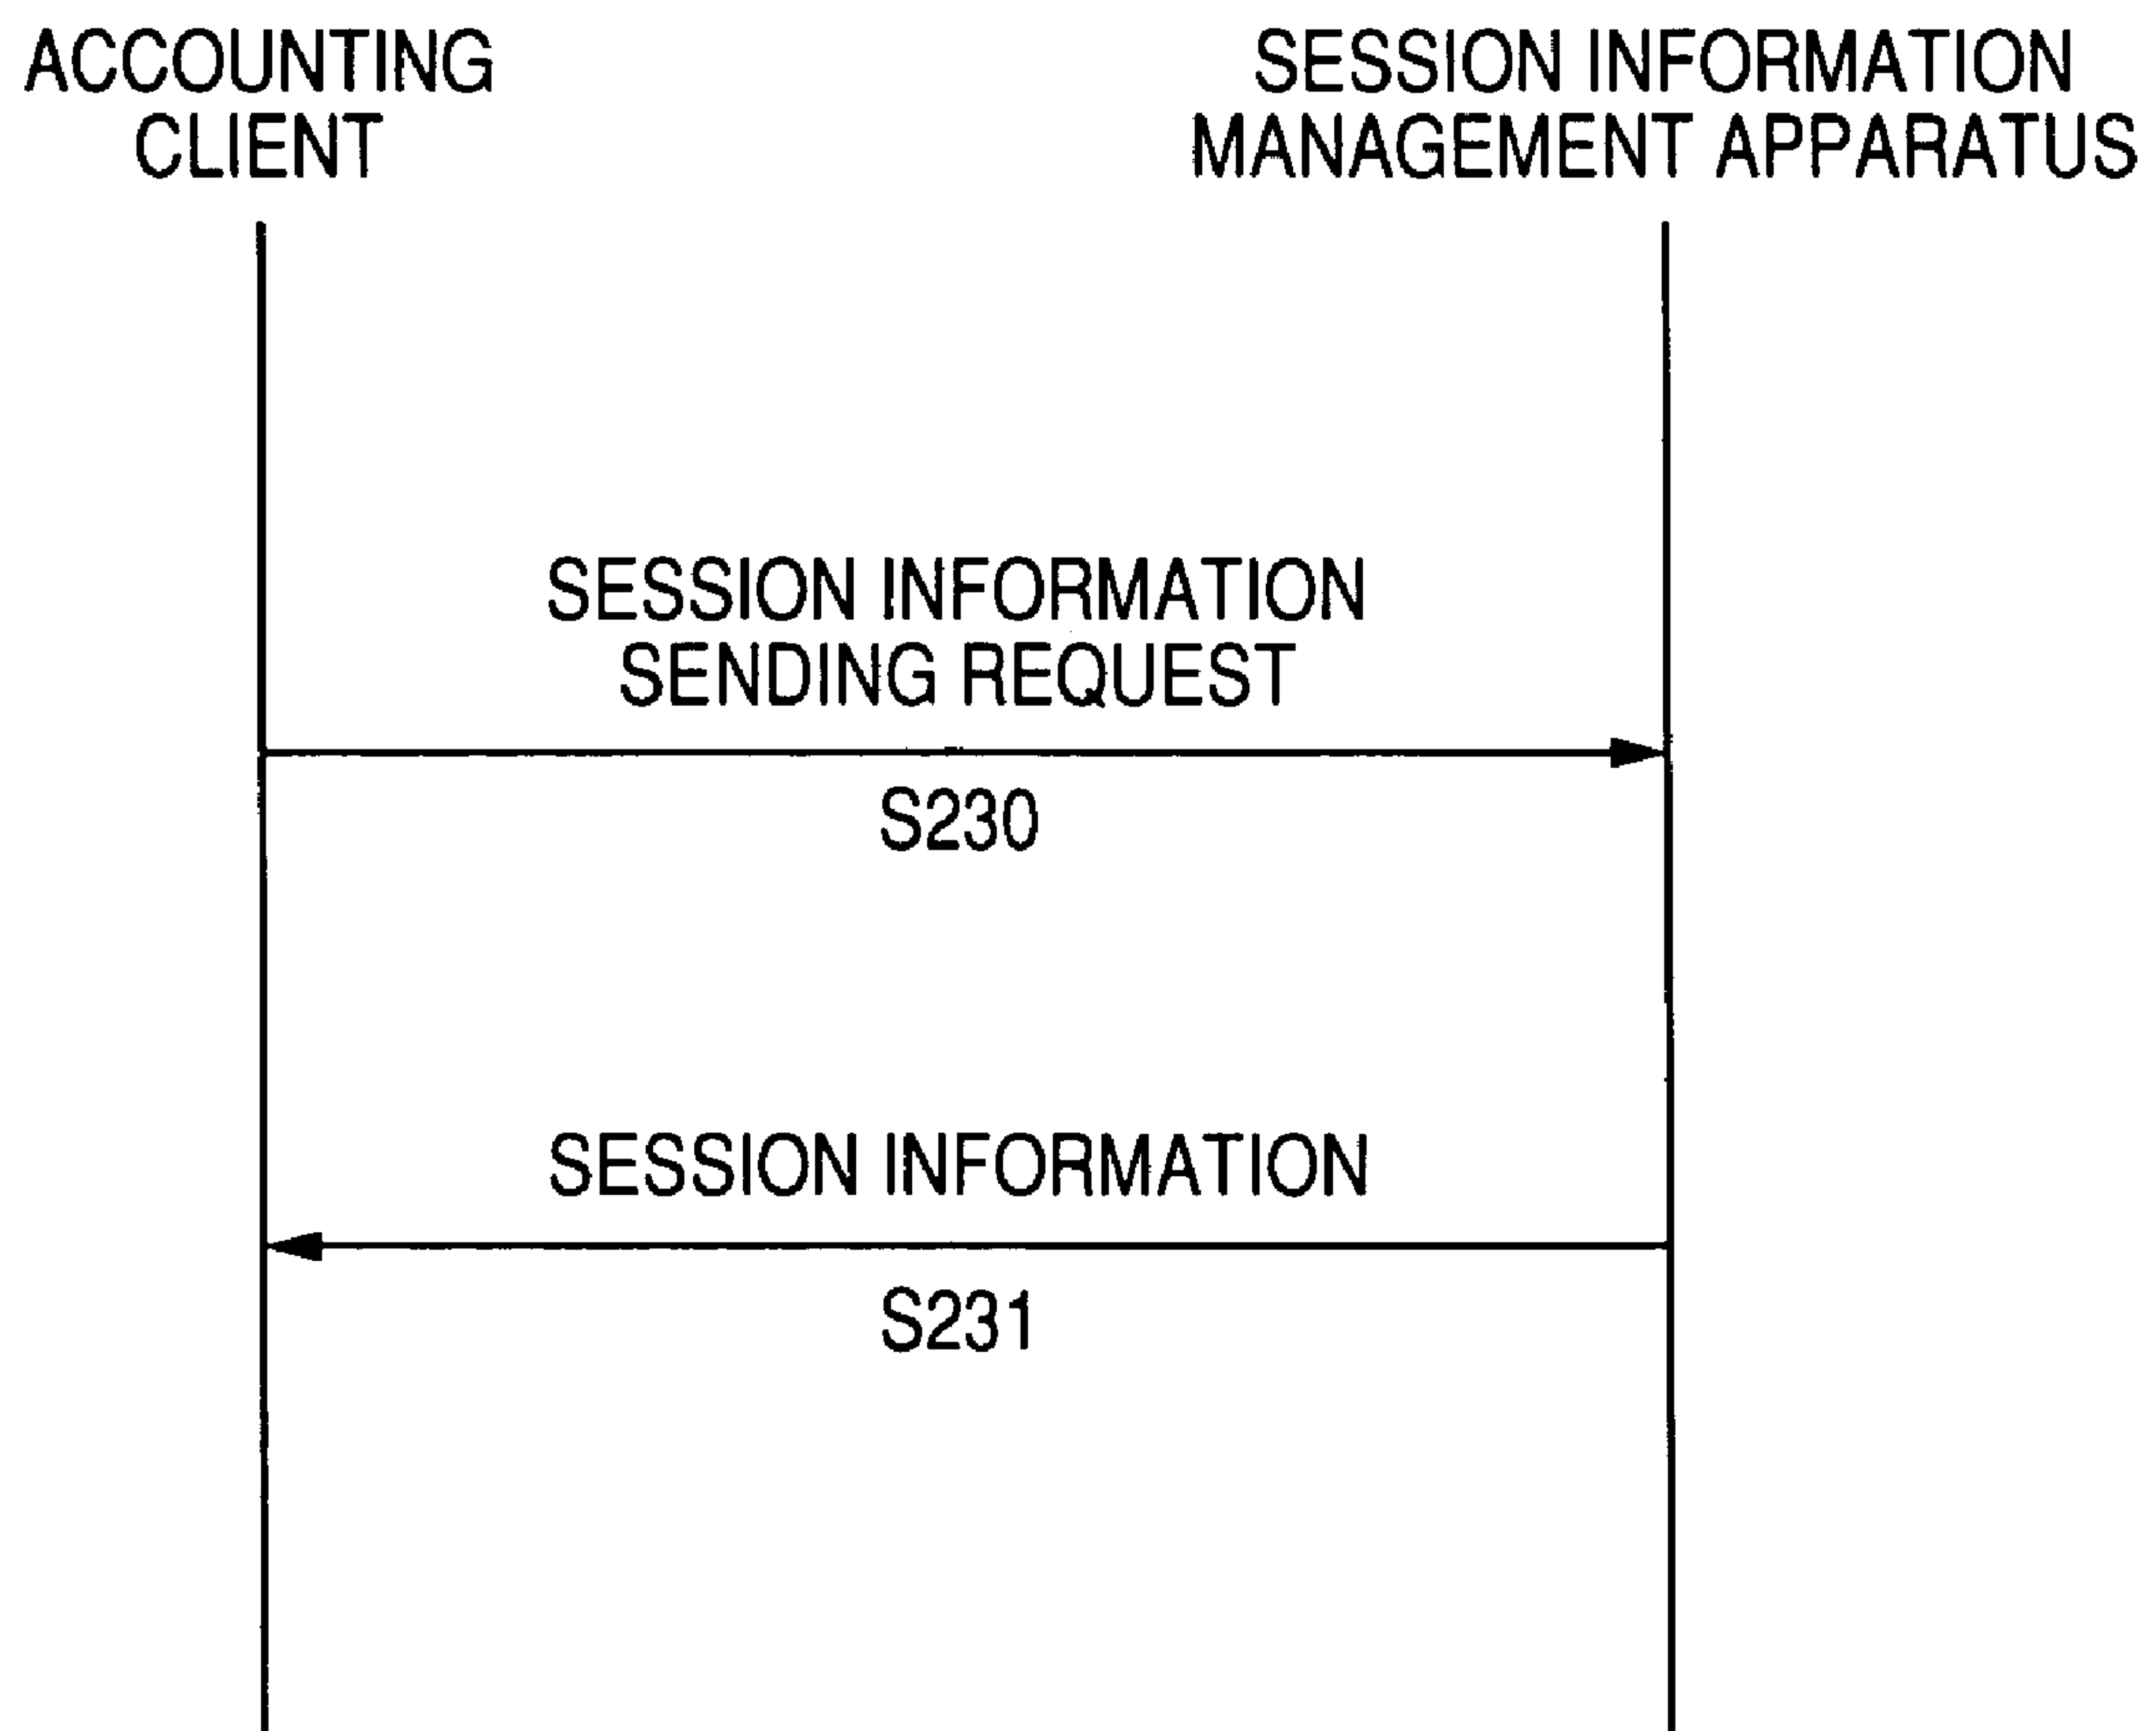 ACCOUNTING
CLIENT
SESSION INFORMATION
MANAGEMENT APPARATUS
SESSION INFORMATION
SENDING REQUEST
S230
SESSION INFORMATION
S231